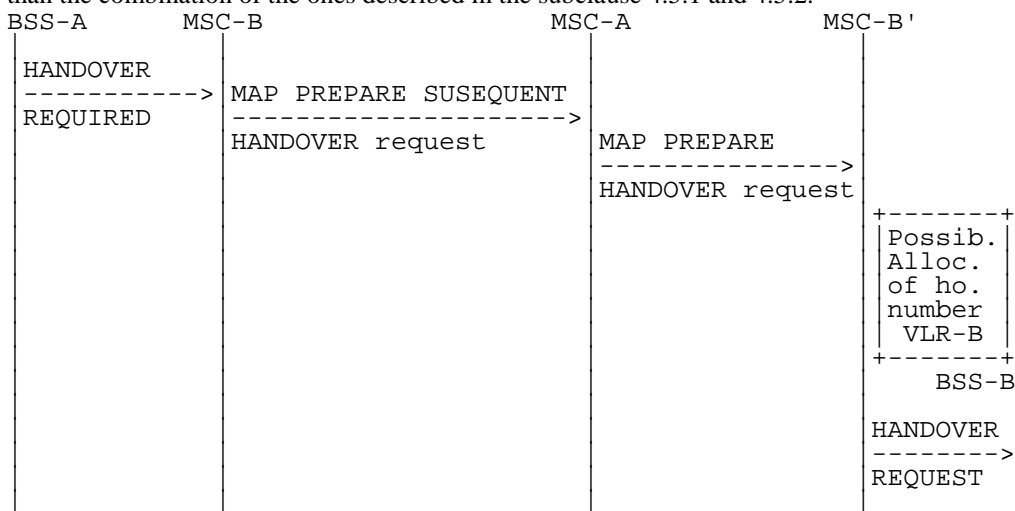 than the combination of the ones described in the subclause 4.5.1 and 4.5.2.
BSS-A MSC-B MSC-A MSC-B'
HANDOVER
-----------> MAP PREPARE SUSEQUENT
REQUIRED --------------------->
HANDOVER request MAP PREPARE
--------------->
HANDOVER request
+-------+
|Possib.|
|Alloc. |
|of ho. |
|number |
| VLR-B |
+-------+
BSS-B
HANDOVER
-------->
REQUEST